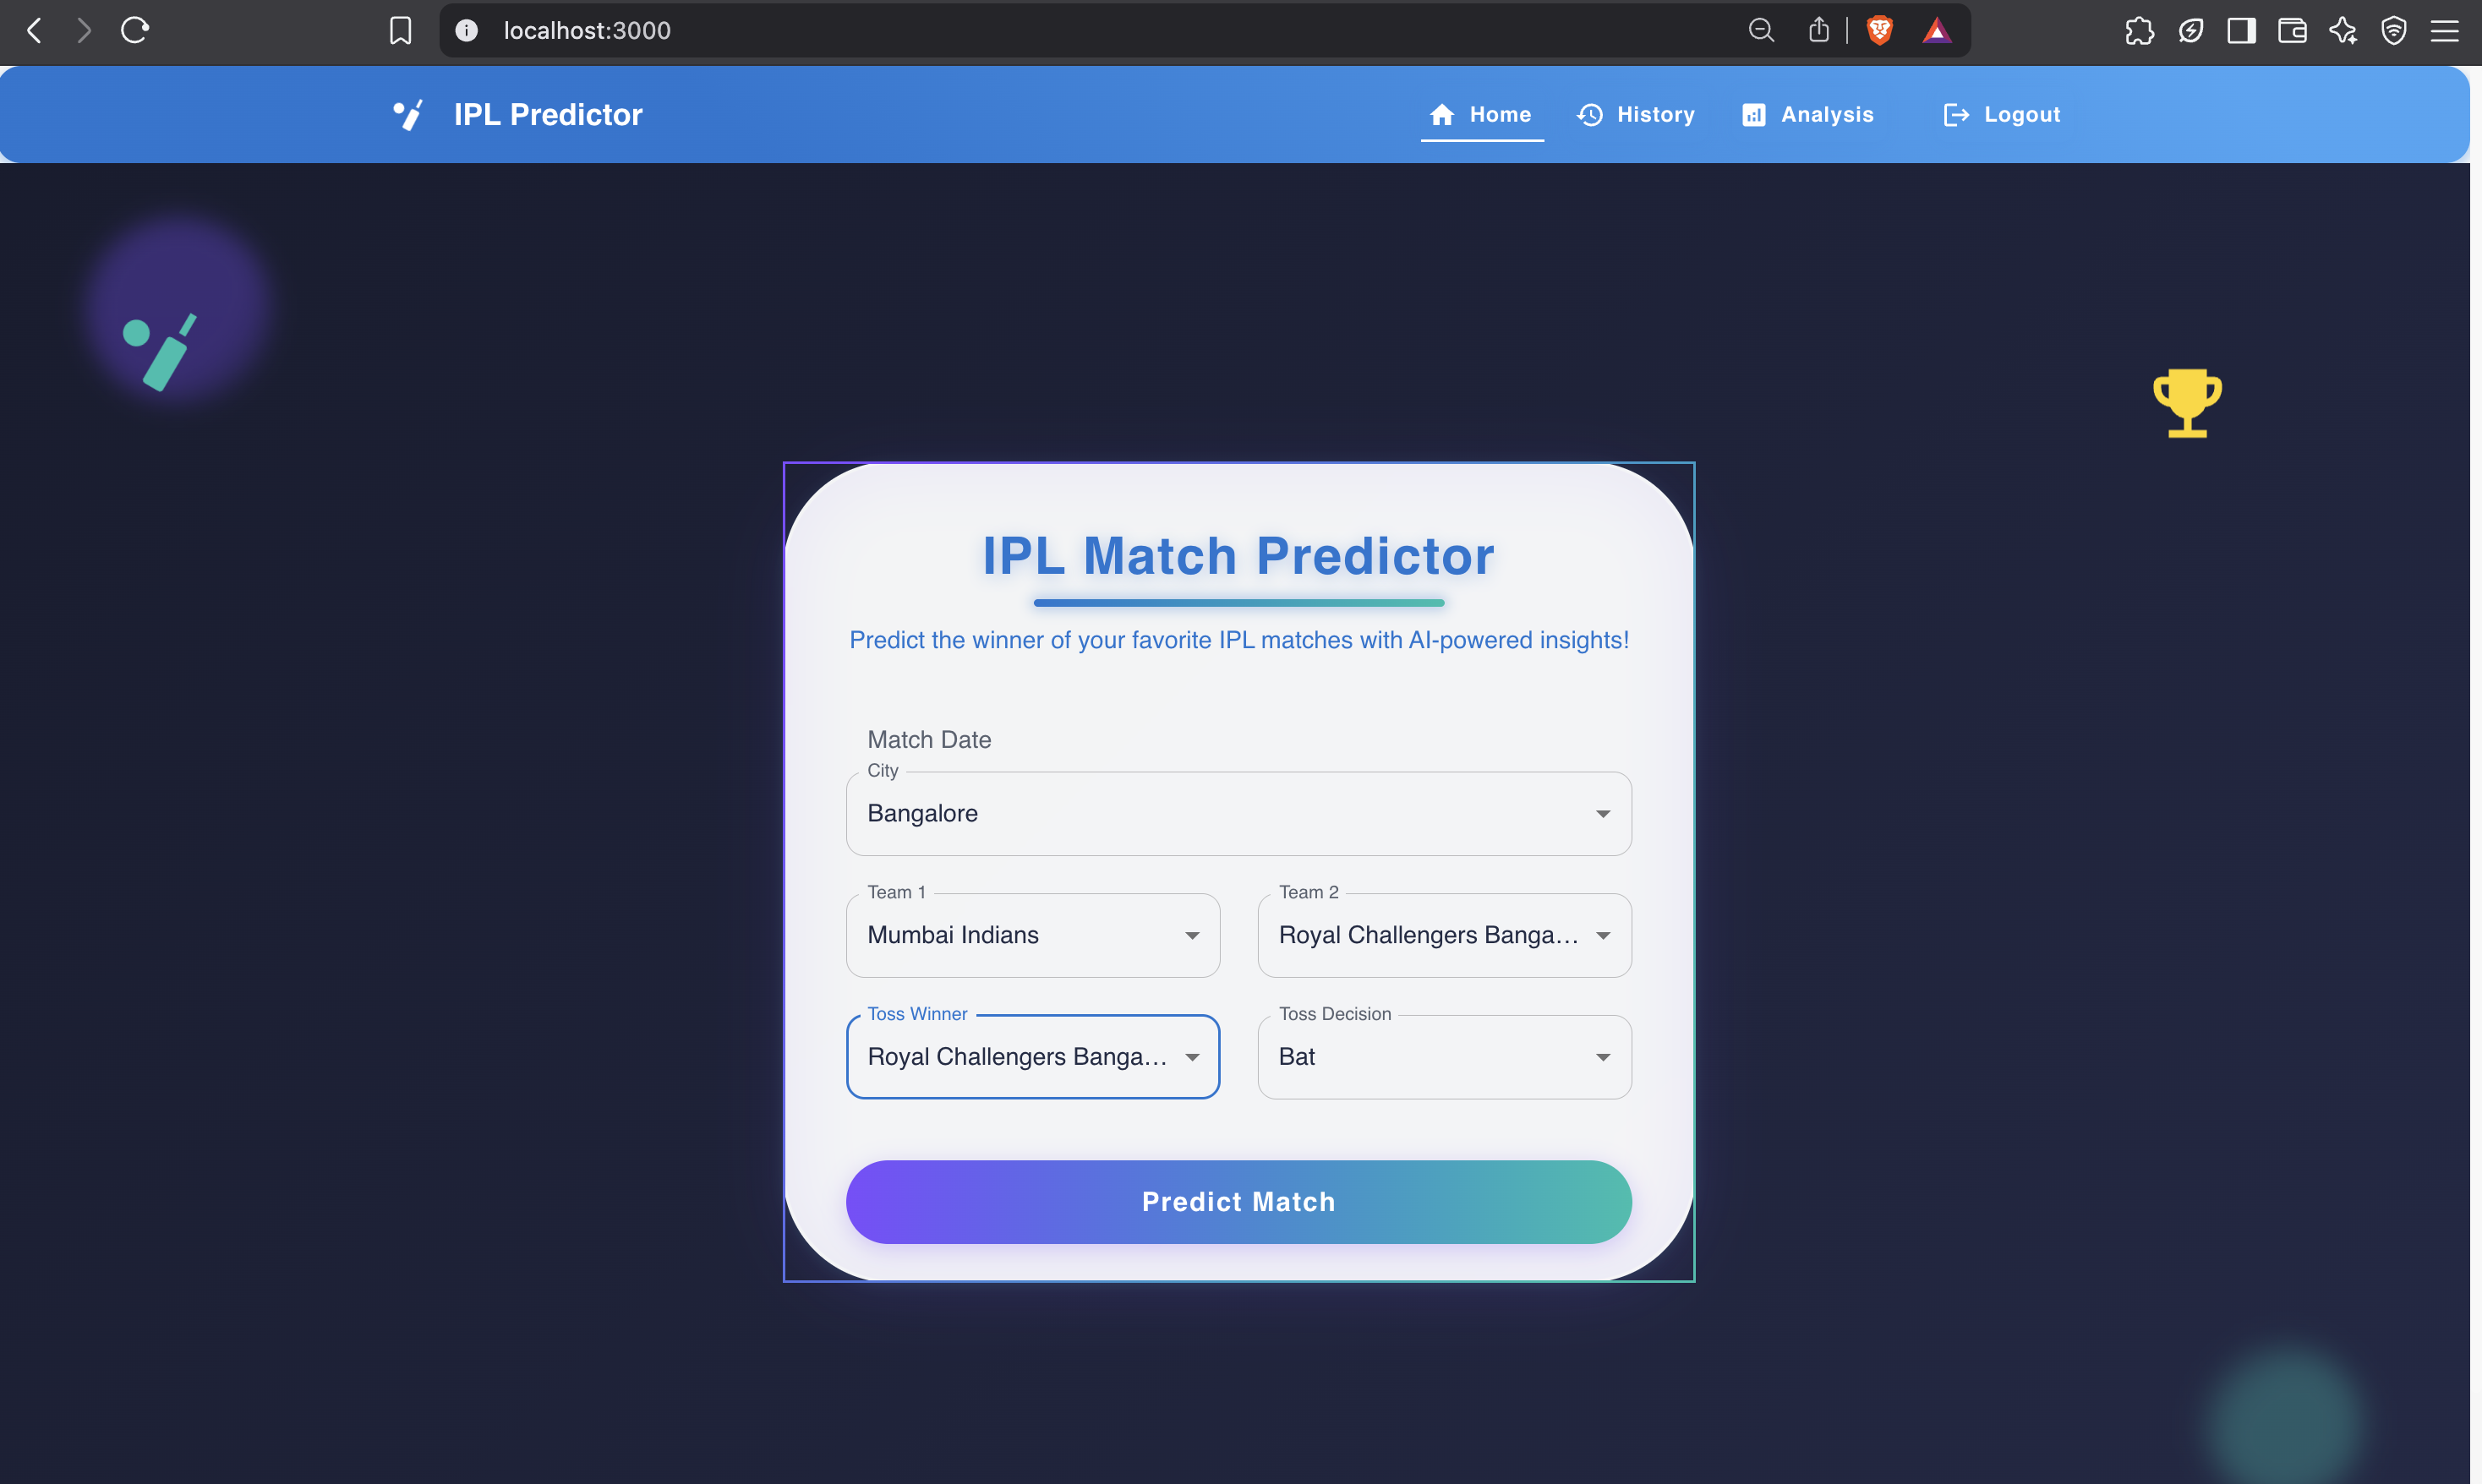 localhost:3000
IPL Predictor
Home
History
Analysis
Logout
IPL Match Predictor
Predict the winner of your favorite IPL matches with AI-powered insights!
Match Date
City
Bangalore
Team 1
Team 2
Mumbai Indians
Royal Challengers Banga...
Toss Winner
Toss Decision
Royal Challengers Banga...
Bat
Predict Match